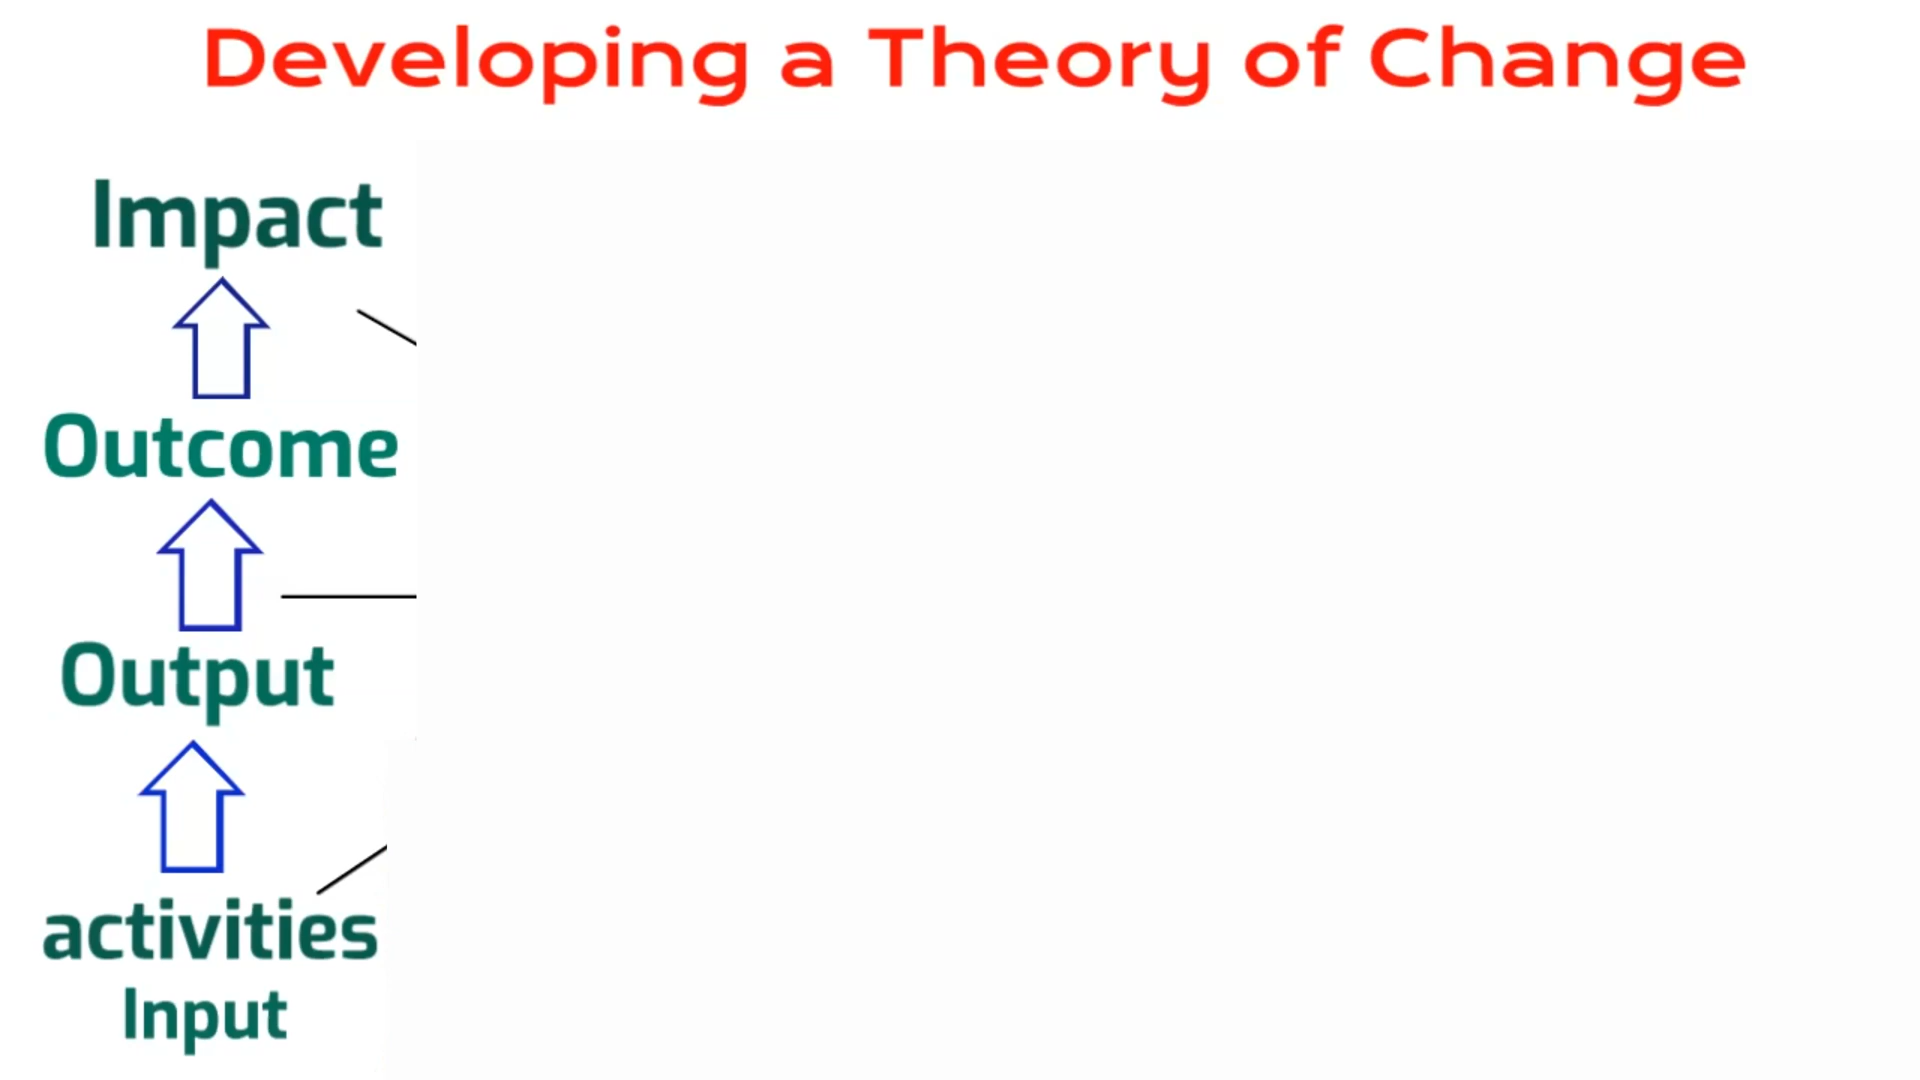 Developing a Theory of Change
Impact
Outcome
Output
activities
Input